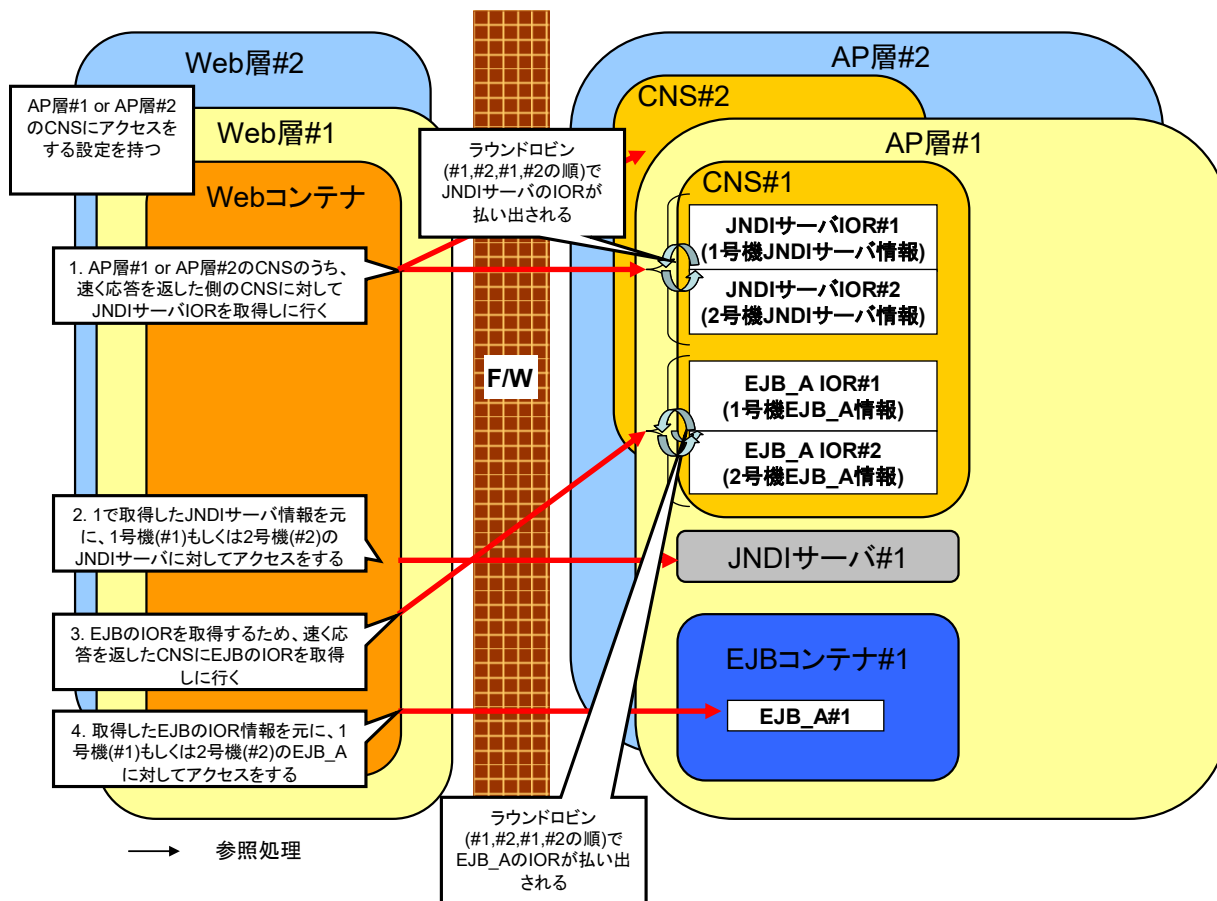 Web層#2
AP層#1 or AP層#2
のCNSにアクセスを
する設定を持つ
Web層#1
Webコンテナ
1. AP層#1 or AP層#2のCNSのうち、
速く応答を返した側のCNSに対して
JNDIサーバIORを取得しに行く
2. 1で取得したJNDIサーバ情報を元
に、1号機(#1)もしくは2号機(#2)の
JNDIサーバに対してアクセスをする
3. EJBのIORを取得するため、速く応
答を返したCNSにEJBのIORを取得
しに行く
4. 取得したEJBのIOR情報を元に、1
号機(#1)もしくは2号機(#2)のEJB_A
に対してアクセスをする
参照処理
ラウンドロビン
(#1,#2,#1,#2の順)で
JNDIサーバのIORが
払い出される
F/W
ラウンドロビン
(#1,#2,#1,#2の順)で
EJB_AのIORが払い出
される
AP層#2
CNS#2
AP層#1
CNS#1
JNDIサーバIOR#1
(1号機JNDIサーバ情報)
JNDIサーバIOR#2
(2号機JNDIサーバ情報)
EJB_A IOR#1
(1号機EJB_A情報)
EJB_A IOR#2
(2号機EJB_A情報)
JNDIサーバ#1
EJBコンテナ#1
EJB_A#1